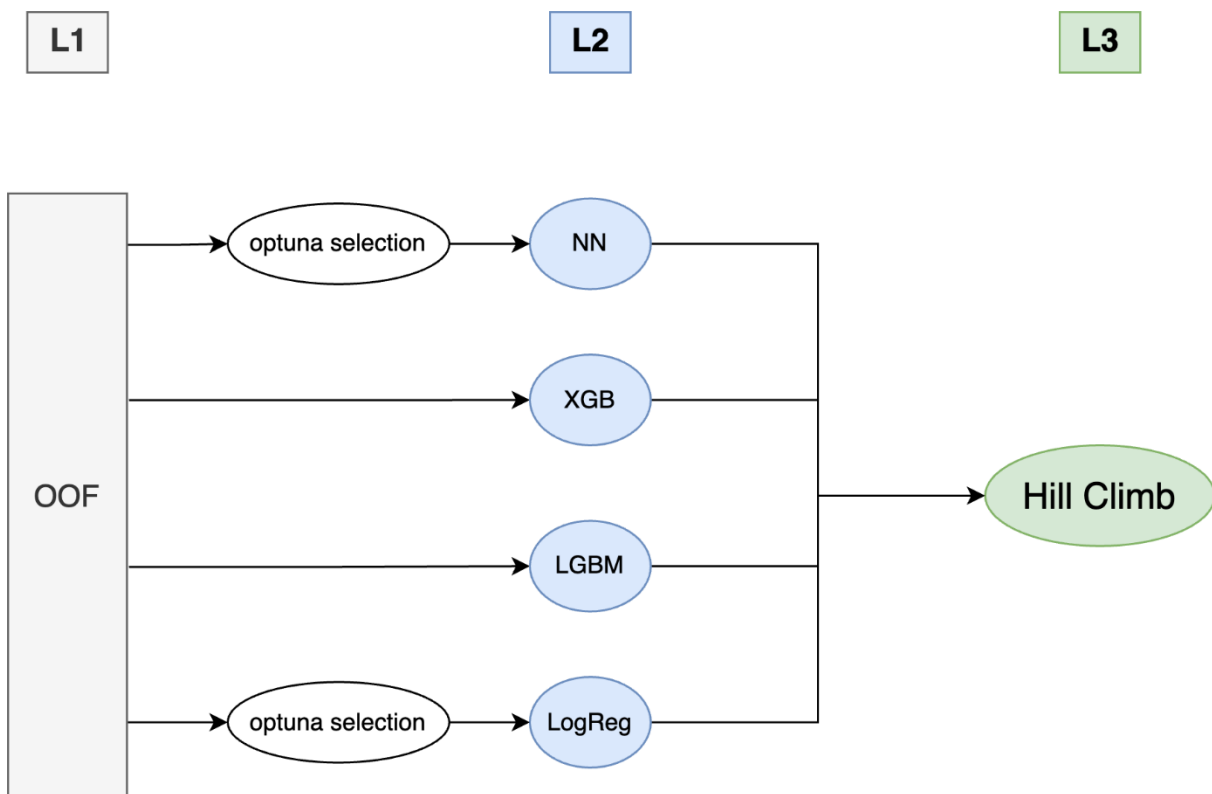 L1
L2
L3
optuna selection
NN
XGB
OOF
Hill Climb
LGBM
optuna selection
LogReg